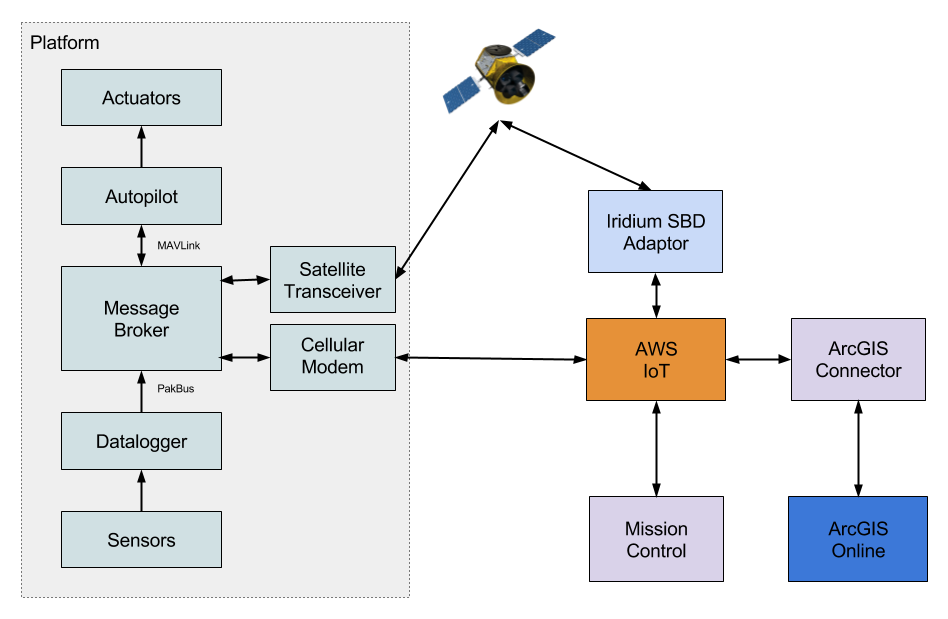 Platform
Actuators
Autopilot
MAVLink
Message
Broker
Satellite
Transceiver
Cellular
Modem
PakBus
Datalogger
Sensors
Iridium SBD
Adaptor
AWS
IoT
ArcGIS
Connector
Mission
Control
ArcGIS
Online